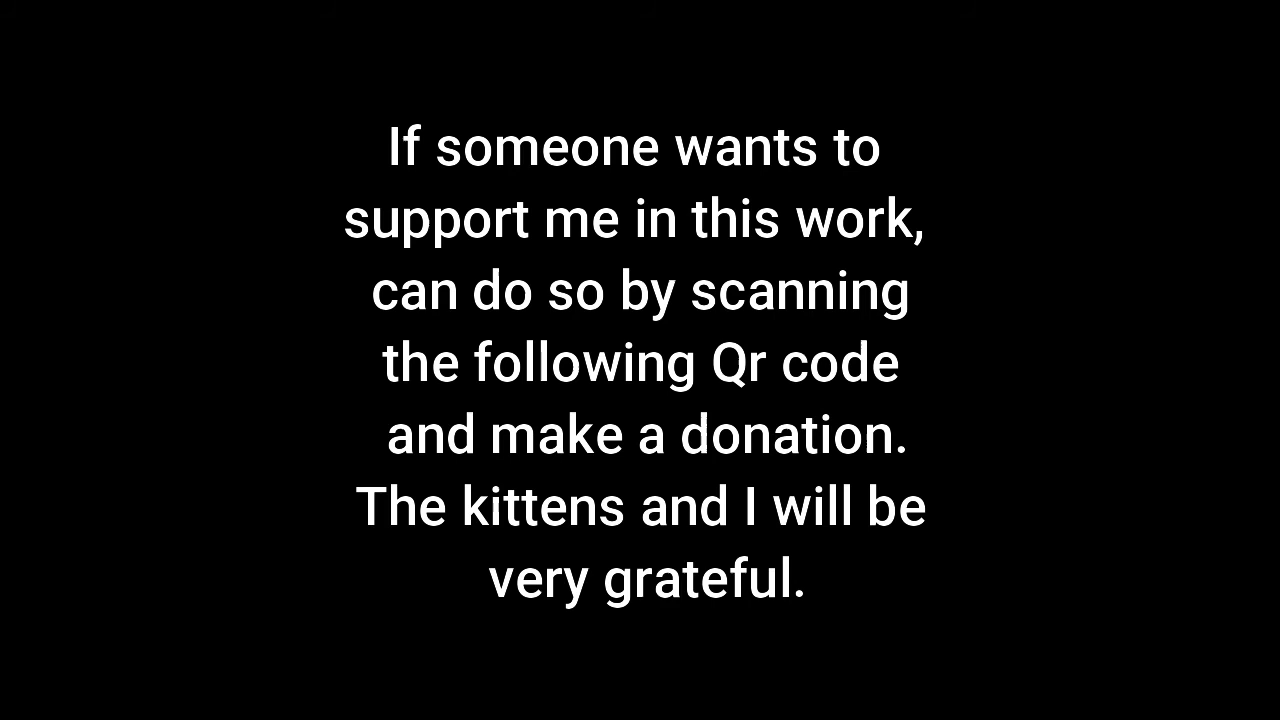 If someone wants to
support me in this work,
can do so by scanning
the following Qr code
and make a donation.
The kittens and I will be
very grateful.